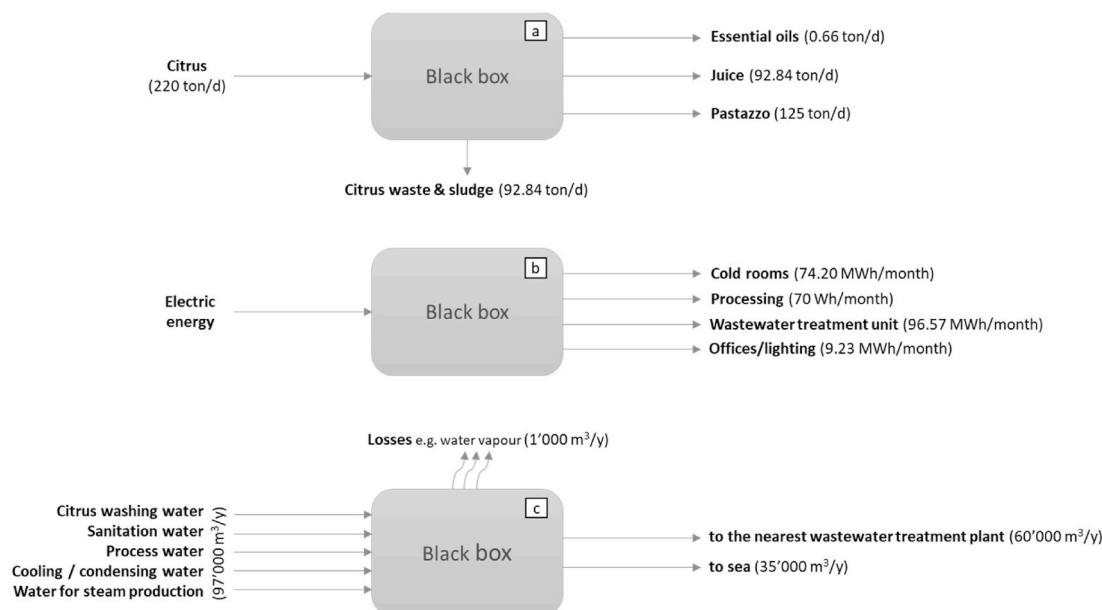 a
Essential oils (0.66 ton/d)
Citrus
(220 ton/d)
Black box
Juice (92.84 ton/d)
Pastazzo (125 ton/d)
Citrus waste & sludge (92.84 ton/d)
b
Cold rooms (74.20 MWh/month)
Electric
energy
Black box
Processing (70 Wh/month)
Wastewater treatment unit (96.57 MWh/month)
Offices/lighting (9.23 MWh/month)
Losses e.g. water vapour (1’000 m³/y)
c
Citrus washing water
Sanitation water
Process water
Cooling / condensing water
Water for steam production
(97’000 m³/y)
Black box
to the nearest wastewater treatment plant (60’000 m³/y)
to sea (35’000 m³/y)